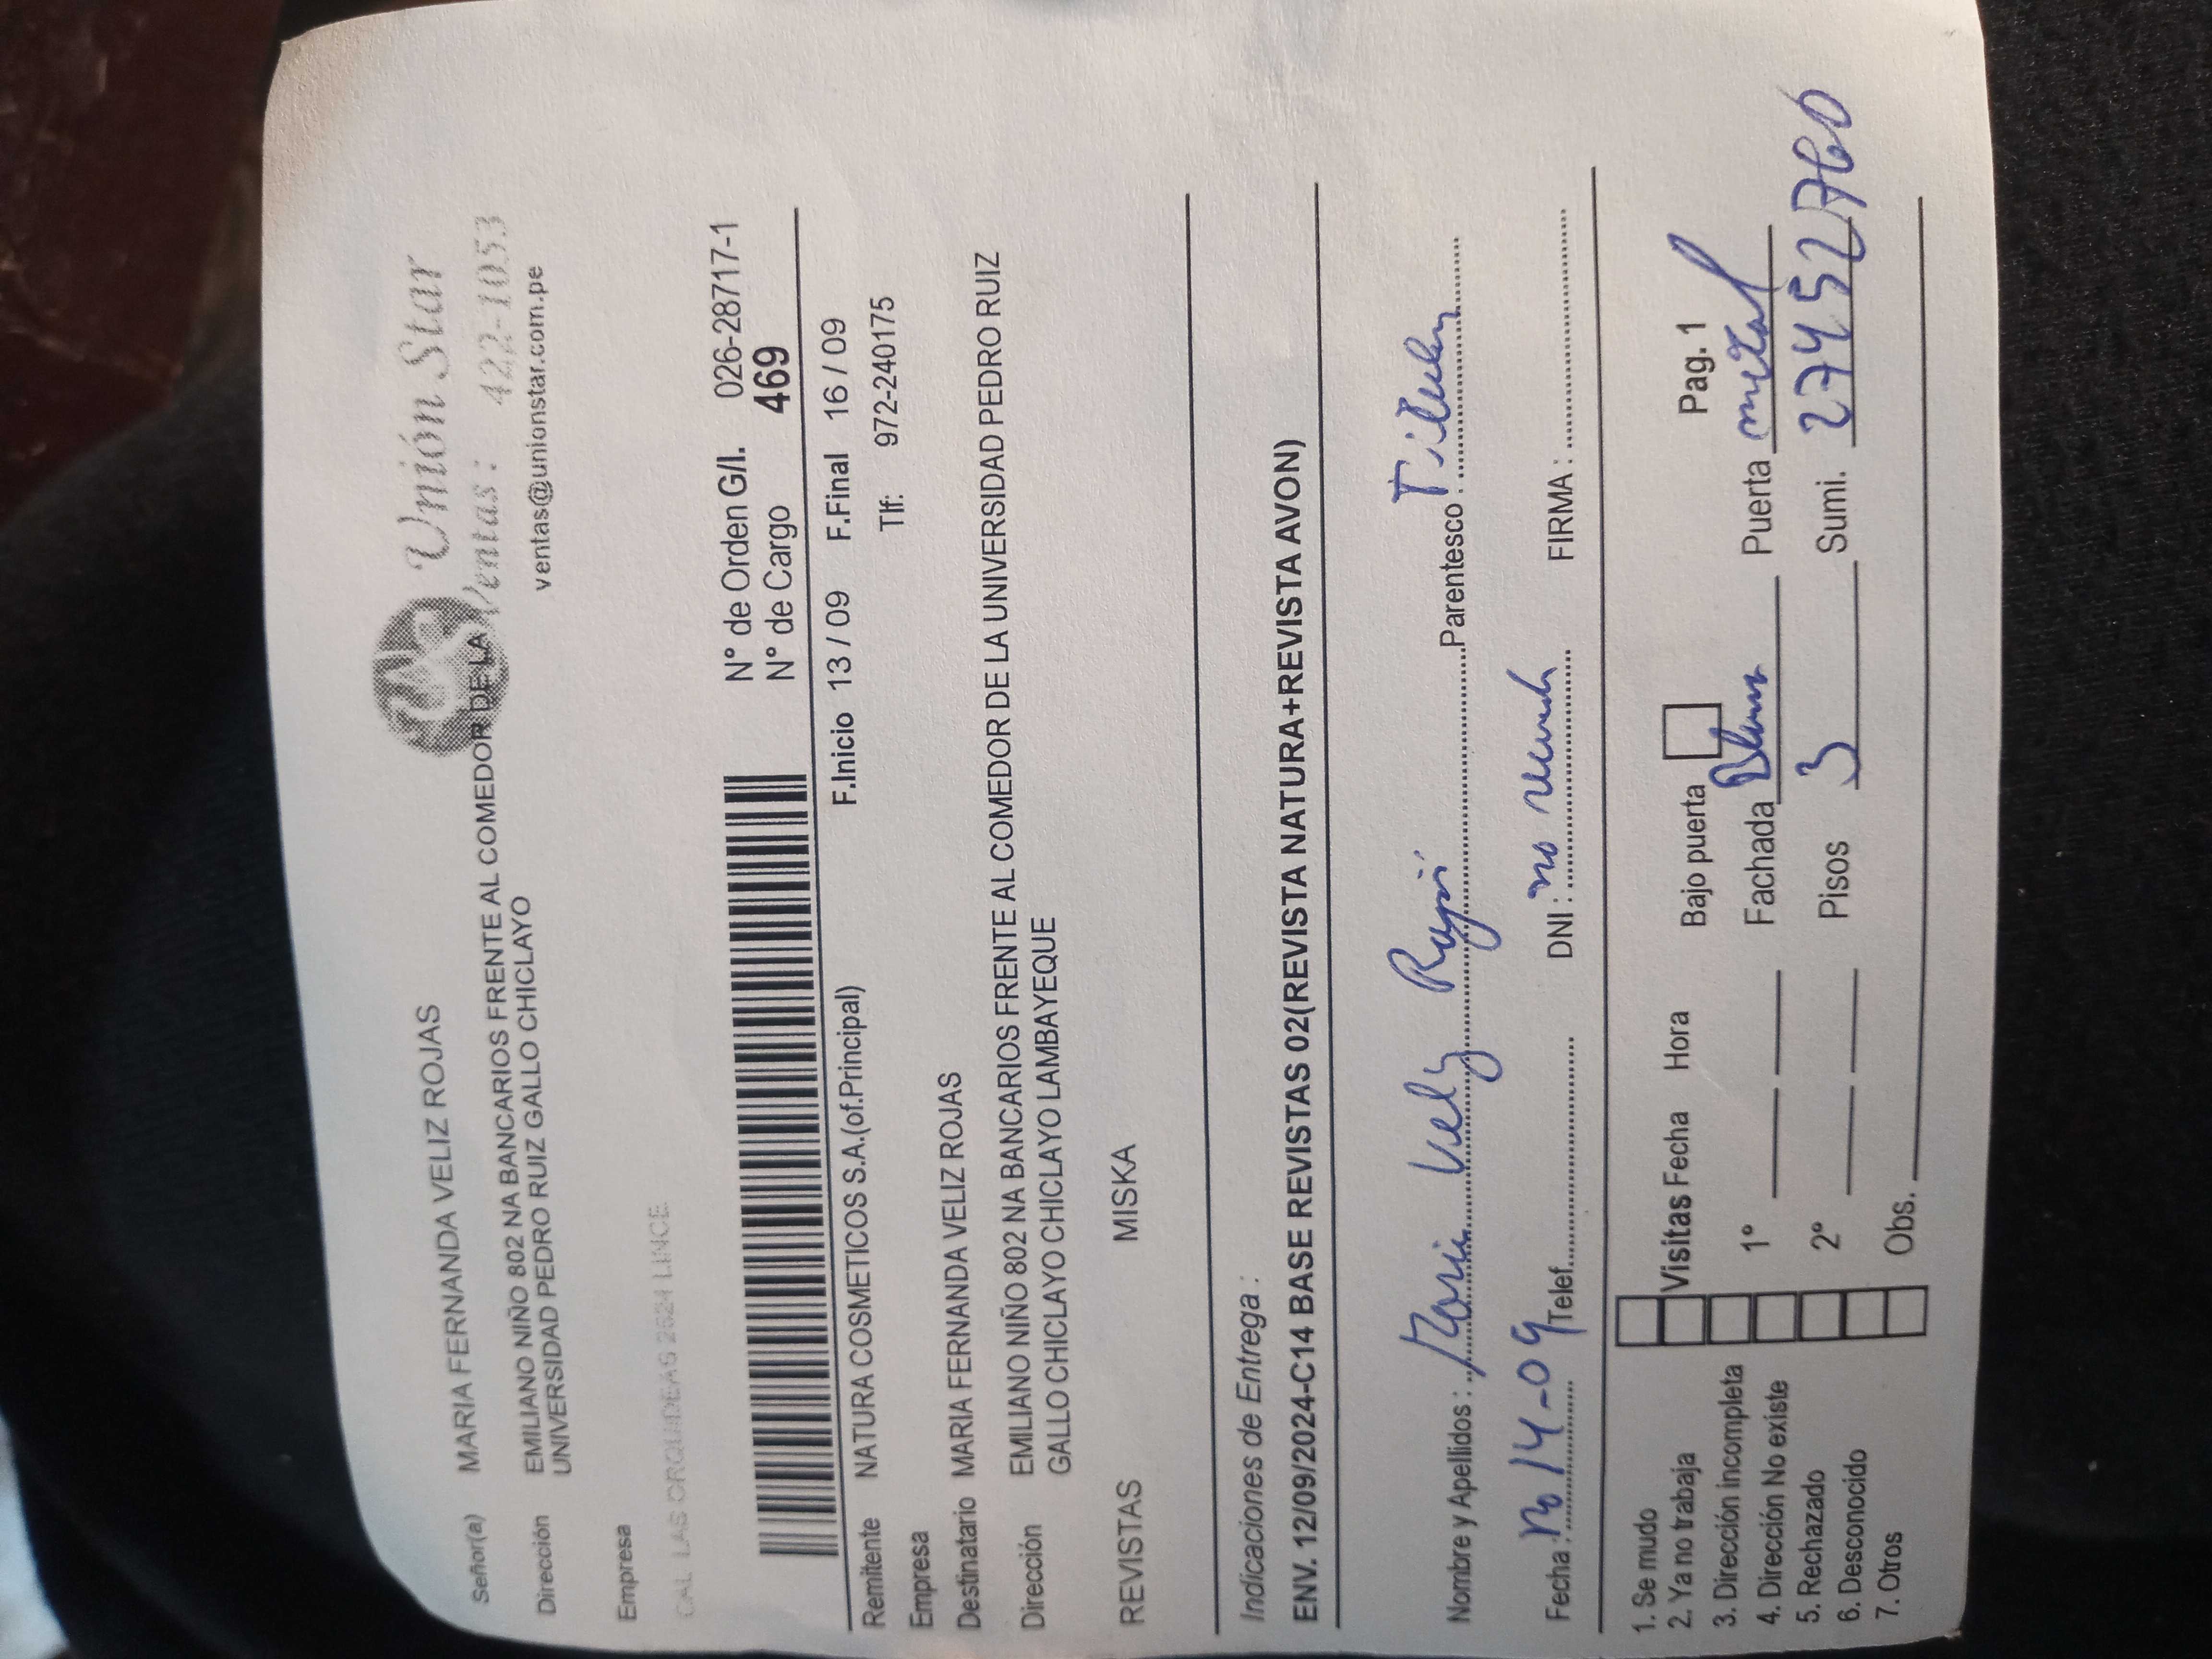 Unión Star
Ventas: 422-1053
ventas@unionstar.com.pe
Señor(a) MARIA FERNANDA VELIZ ROJAS
Dirección EMILIANO NIÑO 802 NA BANCARIOS FRENTE AL COMEDOR DE LA
UNIVERSIDAD PEDRO RUIZ GALLO CHICLAYO
Empresa
CAL LAS ORQUIDEAS 2624 LINCE
N° de Orden G/I. 026-28717-1
N° de Cargo 469
F.Inicio 13 / 09 F.Final 16 / 09
Remitente NATURA COSMETICOS S.A.(of.Principal)
Tlf: 972-240175
Empresa
Destinatario MARIA FERNANDA VELIZ ROJAS
Dirección EMILIANO NIÑO 802 NA BANCARIOS FRENTE AL COMEDOR DE LA UNIVERSIDAD PEDRO RUIZ
GALLO CHICLAYO CHICLAYO LAMBAYEQUE
REVISTAS MISKA
Indicaciones de Entrega :
ENV. 12/09/2024-C14 BASE REVISTAS 02(REVISTA NATURA+REVISTA AVON)
Nombre y Apellidos : Maria Veliz Parentesco : Titular
Fecha : 14-09 Telef. DNI : no FIRMA :
1. Se mudo
2. Ya no trabaja
3. Dirección incompleta
4. Dirección No existe
5. Rechazado
6. Desconocido
7. Otros
Visitas Fecha Hora Bajo puerta Pag. 1
1° Fachada Puerta metal
2° Pisos 3 Sumi. 27452760
Obs.